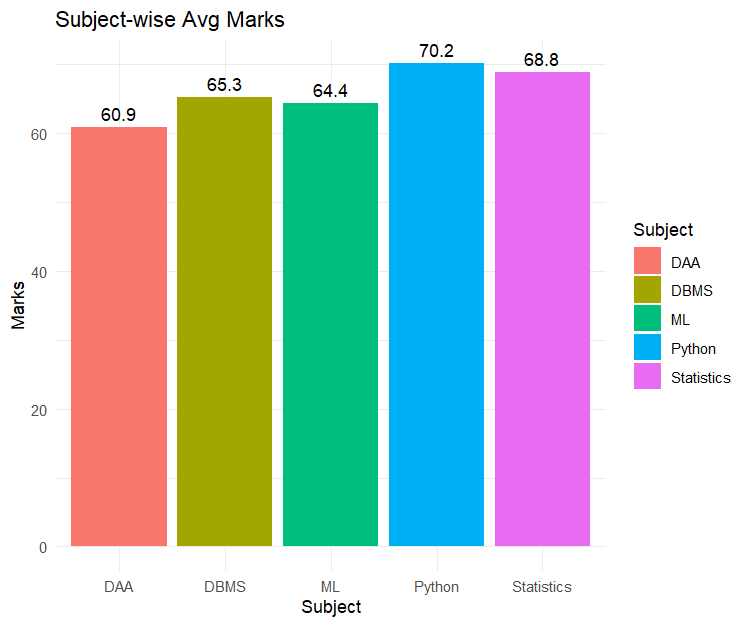 Subject-wise Avg Marks
70.2
68.8
65.3
64.4
60.9
60
40
20
0
Marks
DAA
DBMS
ML
Python
Statistics
Subject
Subject
DAA
DBMS
ML
Python
Statistics